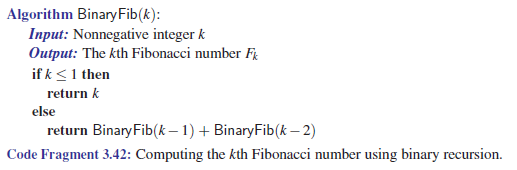 Algorithm BinaryFib(k):
Input: Nonnegative integer k
Output: The kth Fibonacci number Fₖ
if k ≤ 1 then
return k
else
return BinaryFib(k – 1) + BinaryFib(k – 2)
Code Fragment 3.42: Computing the kth Fibonacci number using binary recursion.